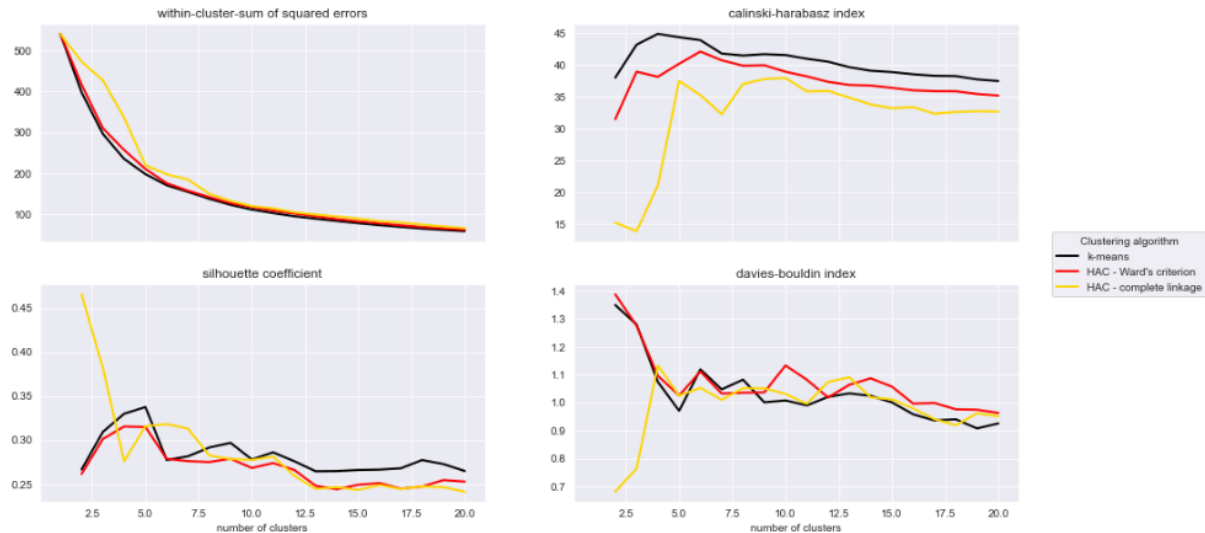 within-cluster-sum of squared errors
500
400
300
200
100
calinski-harabasz index
45
40
35
30
25
20
15
Clustering algorithm
k-means
HAC - Ward's criterion
HAC - complete linkage
silhouette coefficient
0.45
0.40
0.35
0.30
0.25
2.5 5.0 7.5 10.0 12.5 15.0 17.5 20.0
number of clusters
davies-bouldin index
1.4
1.3
1.2
1.1
1.0
0.9
0.8
0.7
2.5 5.0 7.5 10.0 12.5 15.0 17.5 20.0
number of clusters